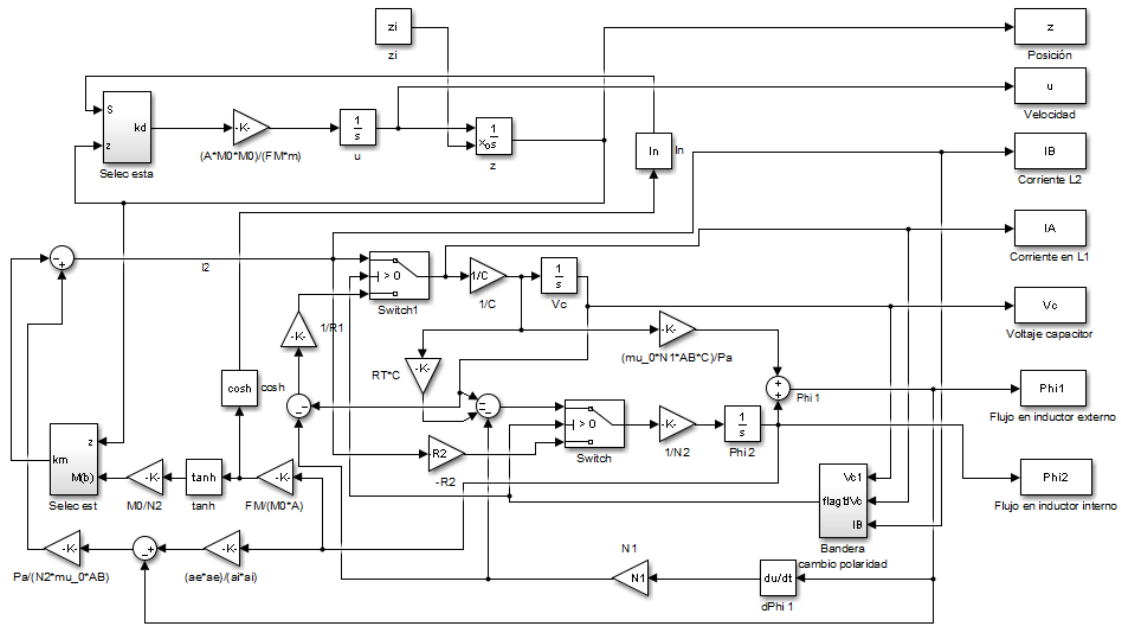 zi
zi
z
Posición
S
z
kd
Selec esta
-K-
(A*M0*M0)/(FM*m)
1
s
u
xo
1
s
z
ln
ln
u
Velocidad
IB
Corriente L2
IA
Corriente en L1
I2
> 0
Switch1
1/C
1/C
1
s
Vc
Vc
Voltaje capacitor
-K-
1/R1
-K-
RT*C
-K-
(mu_0*N1*AB*C)/Pa
cosh
cosh
Phi 1
Phi1
Flujo en inductor externo
> 0
Switch
-K-
1/N2
1
s
Phi 2
-R2
-R2
z
km
M(b)
Selec est
-K-
M0/N2
tanh
tanh
-K-
FM/(M0*A)
Vc1
flag tIVc
IB
Bandera
cambio polaridad
Phi2
Flujo en inductor interno
-K-
Pa/(N2*mu_0*AB)
-K-
(ae*ae)/(ai*ai)
N1
N1
du/dt
dPhi 1